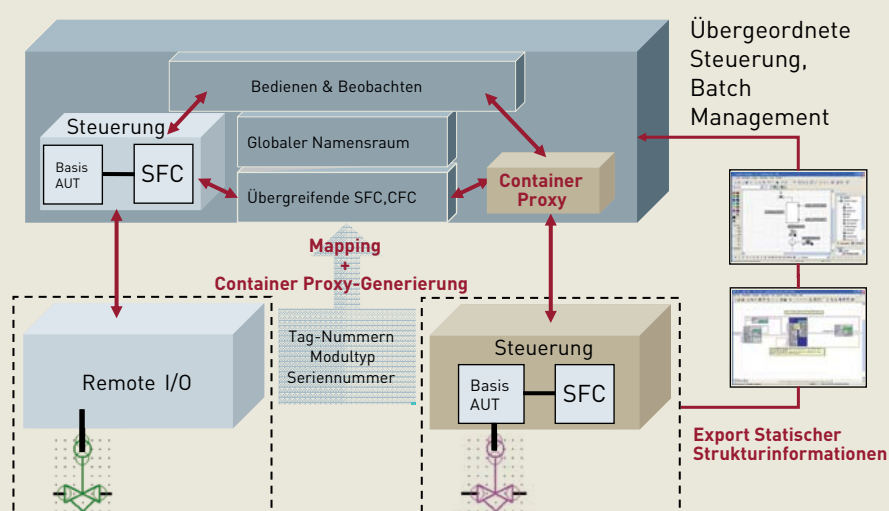 Übergeordnete
Steuerung,
Batch
Management
Bedienen & Beobachten
Steuerung
Basis
AUT
SFC
Globaler Namensraum
Übergreifende SFC,CFC
Container
Proxy
Mapping
+
Container Proxy-Generierung
Tag-Nummern
Modultyp
Seriennummer
Remote I/O
Steuerung
Basis
AUT
SFC
Export Statischer
Strukturinformationen